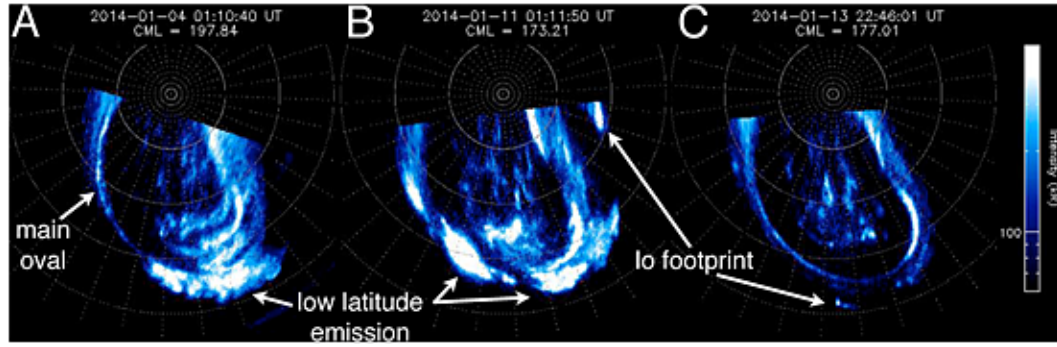 A
2014-01-04 01:10:40 UT
CML = 197.84
B
2014-01-11 01:11:50 UT
CML = 173.21
C
2014-01-13 22:46:01 UT
CML = 177.01
Intensity (kR)
100
main
oval
low latitude
emission
Io footprint